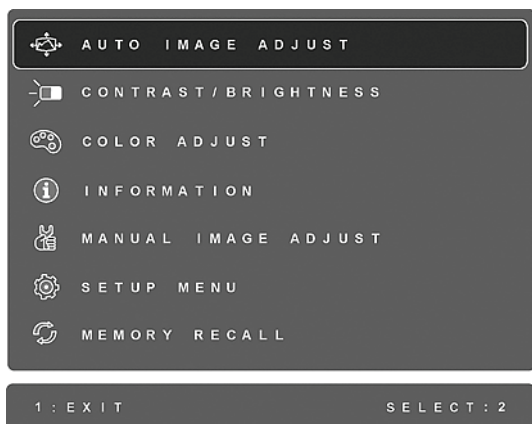 AUTO IMAGE ADJUST
CONTRAST/BRIGHTNESS
COLOR ADJUST
INFORMATION
MANUAL IMAGE ADJUST
SETUP MENU
MEMORY RECALL
1:EXIT SELECT:2